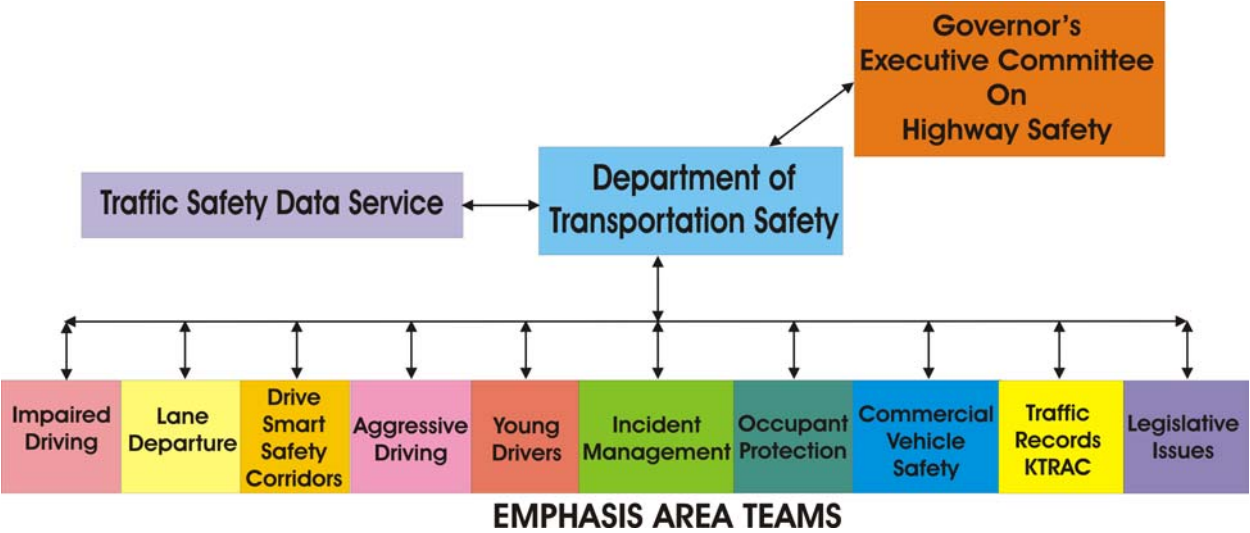 Governor's
Executive Committee
On
Highway Safety
Department of
Transportation Safety
Traffic Safety Data Service
Impaired
Driving
Lane
Departure
Drive
Smart
Safety
Corridors
Aggressive
Driving
Young
Drivers
Incident
Management
Occupant
Protection
Commercial
Vehicle
Safety
Traffic
Records
KTRAC
Legislative
Issues
EMPHASIS AREA TEAMS